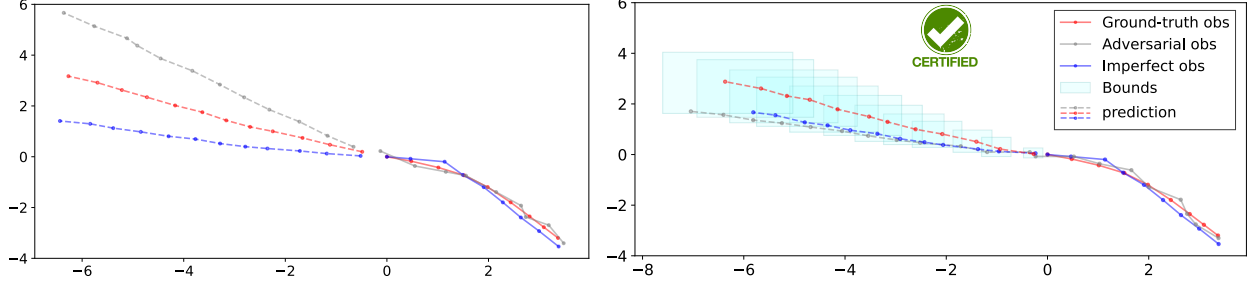 6
4
2
0
−2
−4
−6 −4 −2 0 2
6
4
2
0
−2
−4
−8 −6 −4 −2 0 2
CERTIFIED
Ground-truth obs
Adversarial obs
Imperfect obs
Bounds
prediction